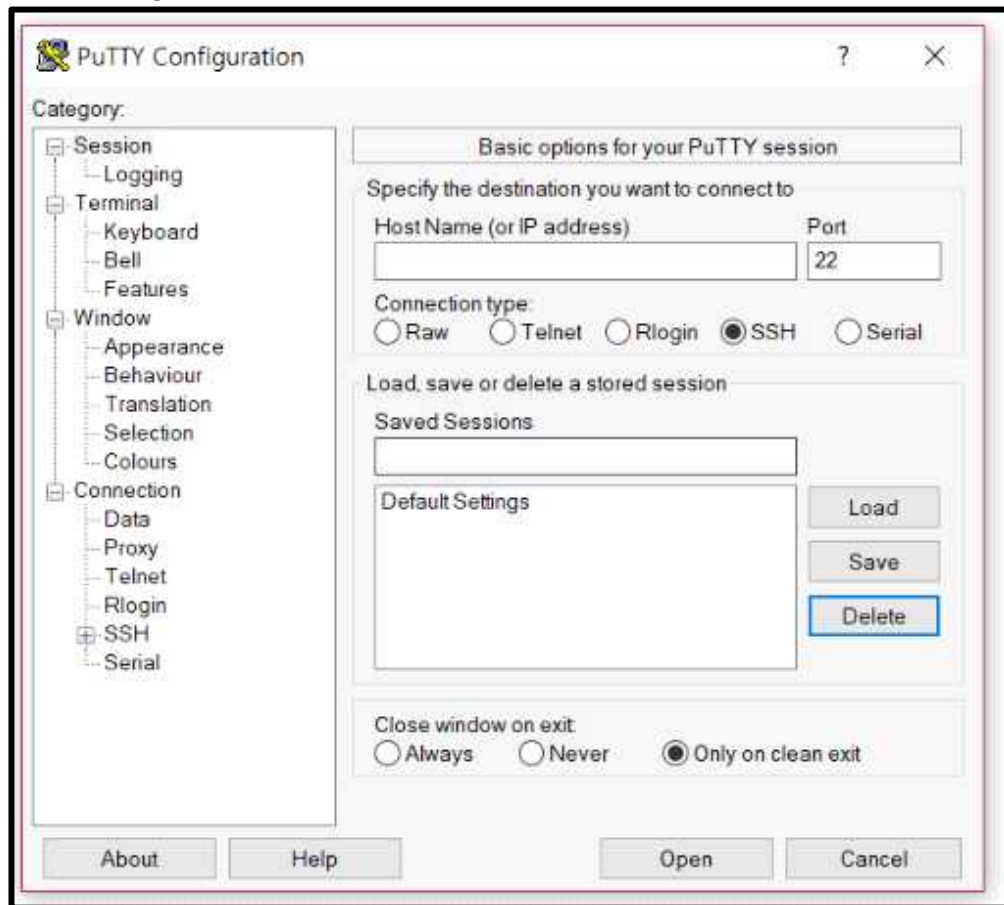 PuTTY Configuration ? ×
Category:
Session
Logging
Terminal
Keyboard
Bell
Features
Window
Appearance
Behaviour
Translation
Selection
Colours
Connection
Data
Proxy
Telnet
Rlogin
SSH
Serial
Basic options for your PuTTY session
Specify the destination you want to connect to
Host Name (or IP address) Port
22
Connection type:
Raw Telnet Rlogin SSH Serial
Load, save or delete a stored session
Saved Sessions
Default Settings
Load
Save
Delete
Close window on exit:
Always Never Only on clean exit
About Help Open Cancel